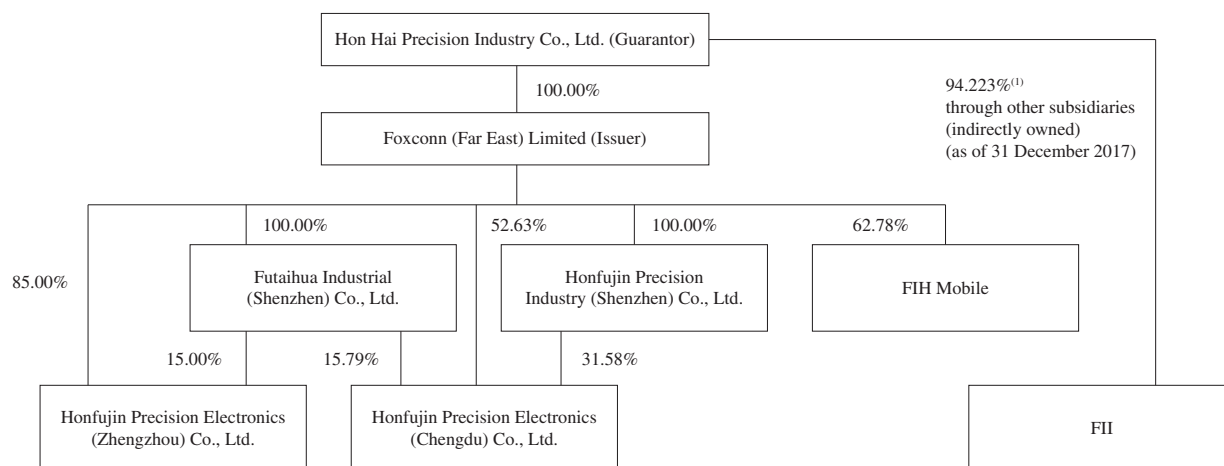 Hon Hai Precision Industry Co., Ltd. (Guarantor)
100.00%
94.223%(1)
through other subsidiaries
(indirectly owned)
(as of 31 December 2017)
Foxconn (Far East) Limited (Issuer)
100.00%
52.63%
100.00%
62.78%
85.00%
Futaihua Industrial
(Shenzhen) Co., Ltd.
Honfujin Precision
Industry (Shenzhen) Co., Ltd.
FIH Mobile
15.00%
15.79%
31.58%
Honfujin Precision Electronics
(Zhengzhou) Co., Ltd.
Honfujin Precision Electronics
(Chengdu) Co., Ltd.
FII